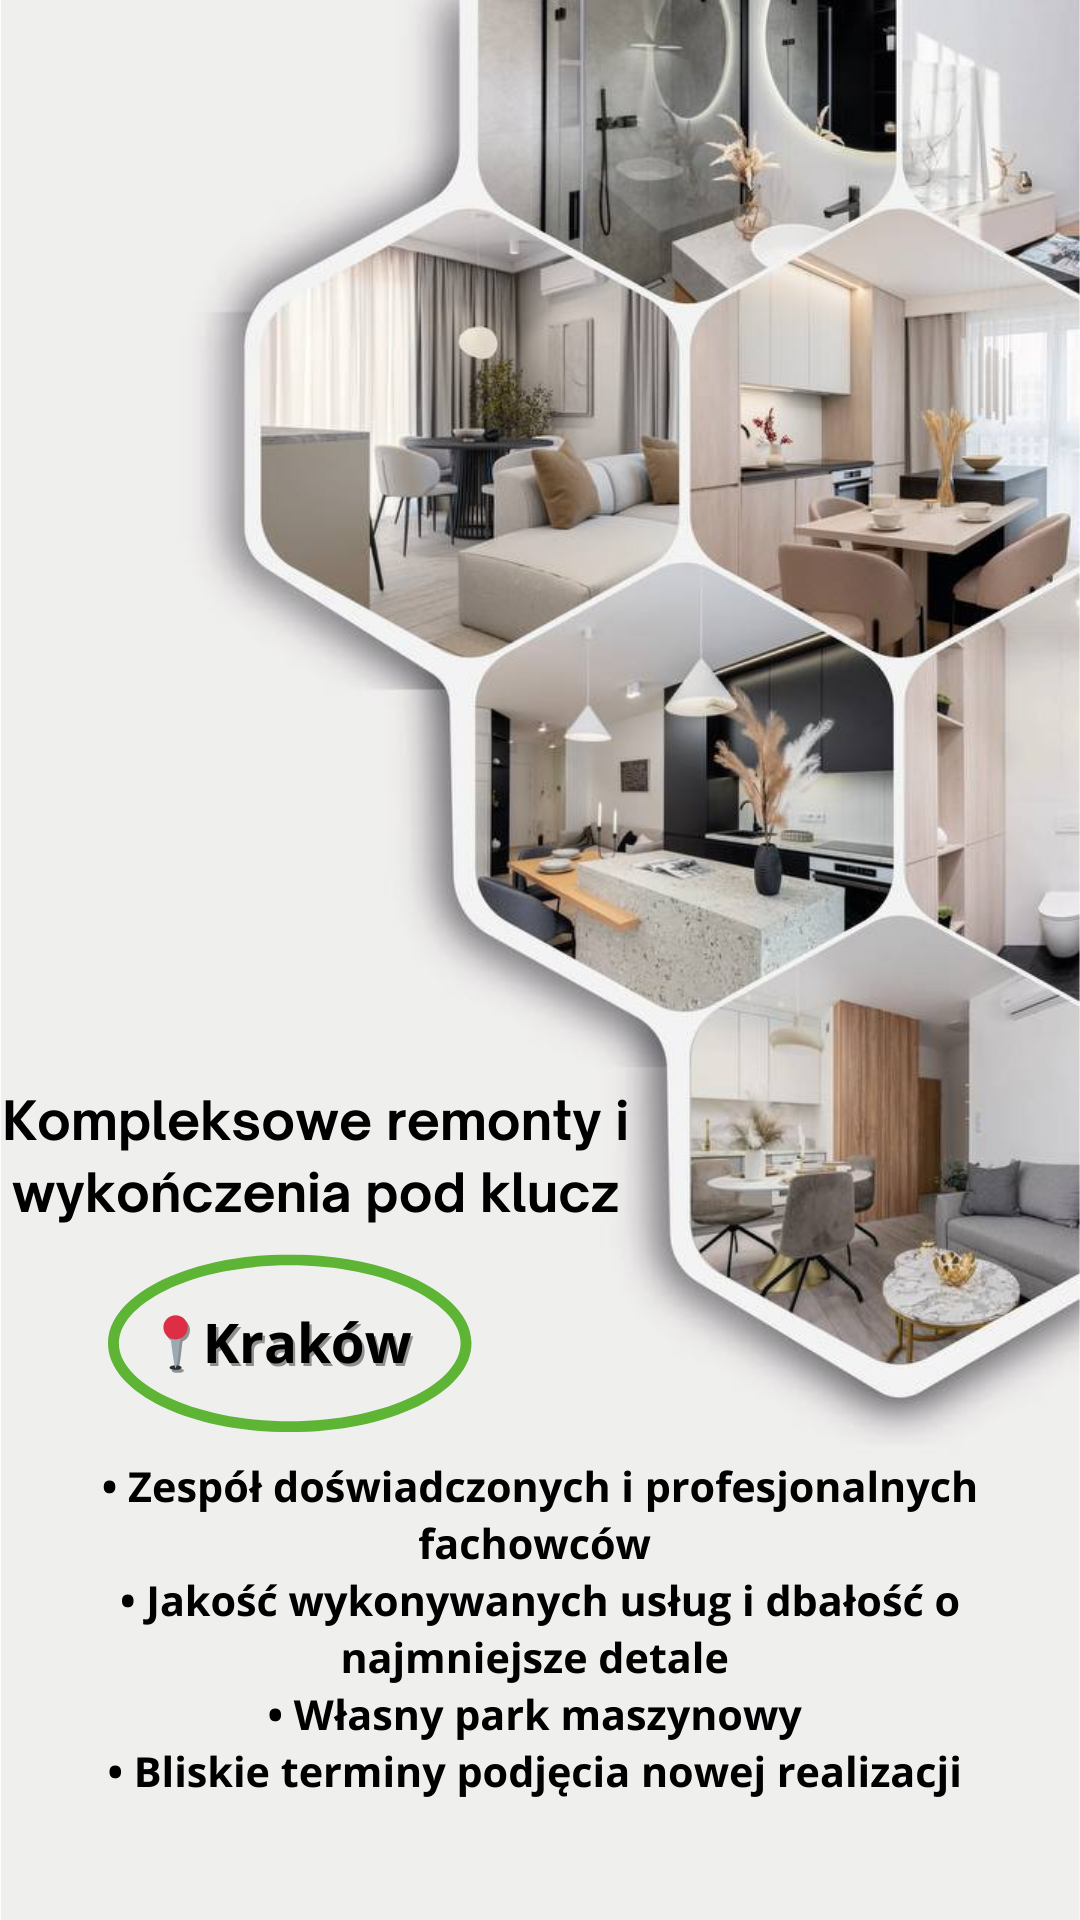 Kompleksowe remonty i
wykończenia pod klucz
📍Kraków
• Zespół doświadczonych i profesjonalnych
fachowców
• Jakość wykonywanych usług i dbałość o
najmniejsze detale
• Własny park maszynowy
• Bliskie terminy podjęcia nowej realizacji